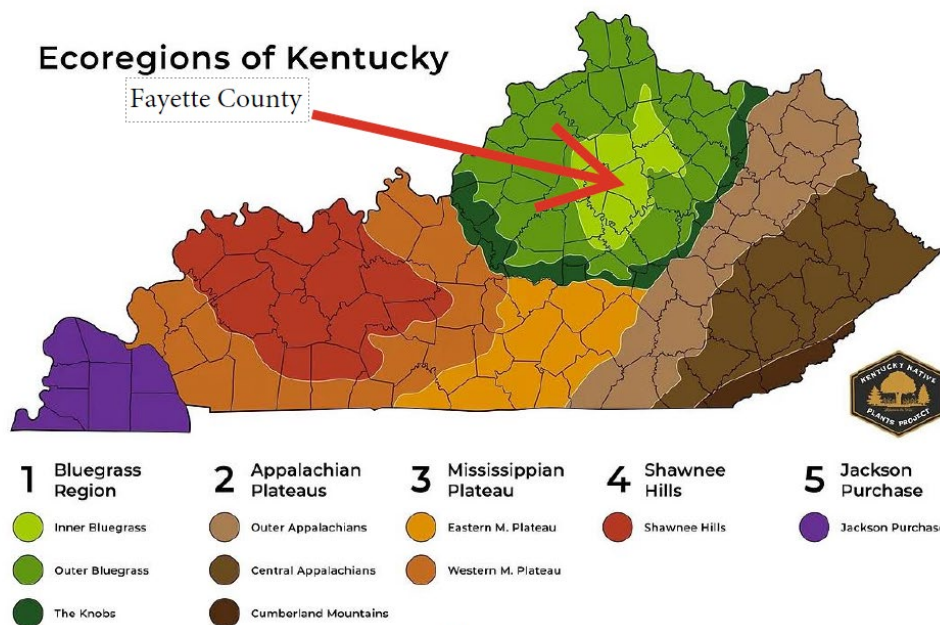 Ecoregions of Kentucky
Fayette County
KENTUCKY NATIVE
PLANTS PROJECT
1 Bluegrass Region
Inner Bluegrass
Outer Bluegrass
The Knobs
2 Appalachian Plateaus
Outer Appalachians
Central Appalachians
Cumberland Mountains
3 Mississippian Plateau
Eastern M. Plateau
Western M. Plateau
4 Shawnee Hills
Shawnee Hills
5 Jackson Purchase
Jackson Purchas